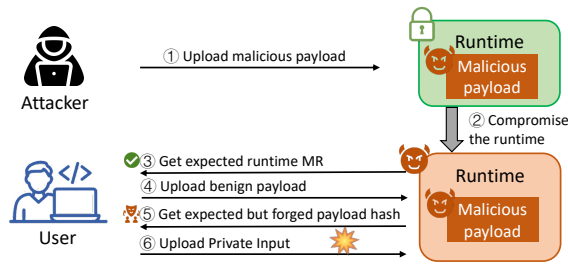 ① Upload malicious payload
Attacker
Runtime
Malicious
payload
② Compromise
the runtime
③ Get expected runtime MR
④ Upload benign payload
⑤ Get expected but forged payload hash
⑥ Upload Private Input
</>
User
Runtime
Malicious
payload